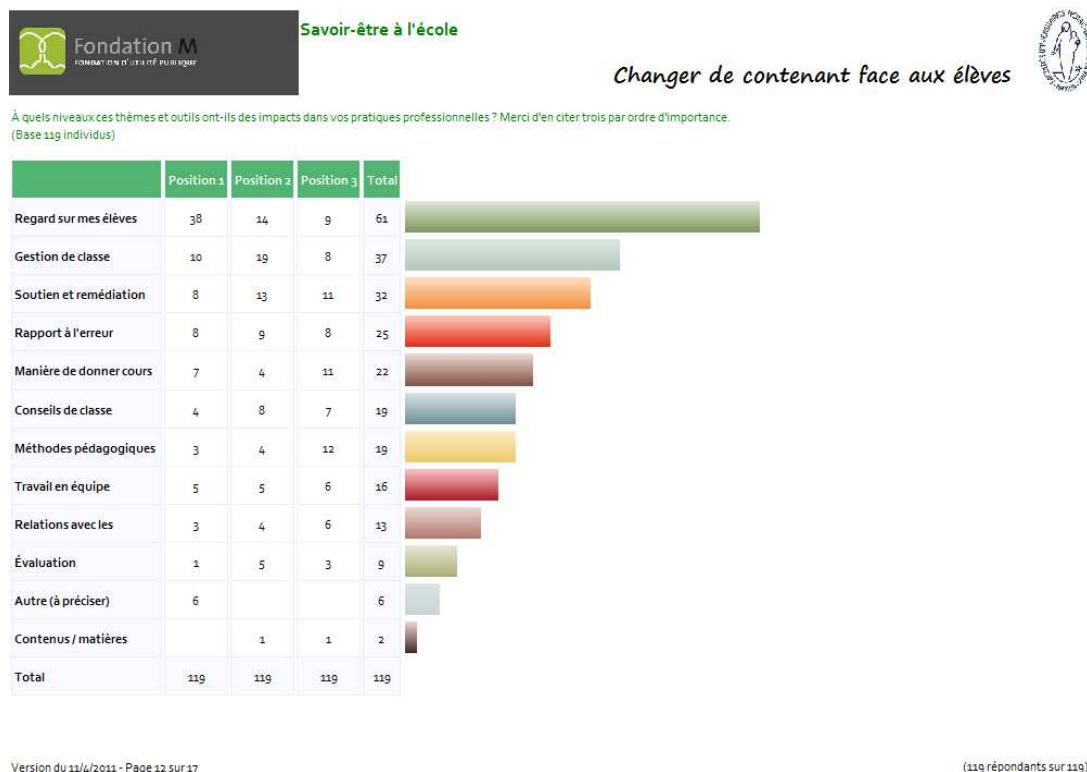 Savoir-être à l'école
Fondation M
FONDATION D'UTILITÉ PUBLIQUE
Changer de contenant face aux élèves
À quels niveaux ces thèmes et outils ont-ils des impacts dans vos pratiques professionnelles ? Merci d'en citer trois par ordre d'importance.
(Base 119 individus)
Position 1 Position 2 Position 3 Total
Regard sur mes élèves 38 14 9 61
Gestion de classe 10 19 8 37
Soutien et remédiation 8 13 11 32
Rapport à l'erreur 8 9 8 25
Manière de donner cours 7 4 11 22
Conseils de classe 4 8 7 19
Méthodes pédagogiques 3 4 12 19
Travail en équipe 5 5 6 16
Relations avec les 3 4 6 13
Évaluation 1 5 3 9
Autre (à préciser) 6 6
Contenus / matières 1 1 2
Total 119 119 119 119
Version du 11/4/2011 - Page 12 sur 17
(119 répondants sur 119)